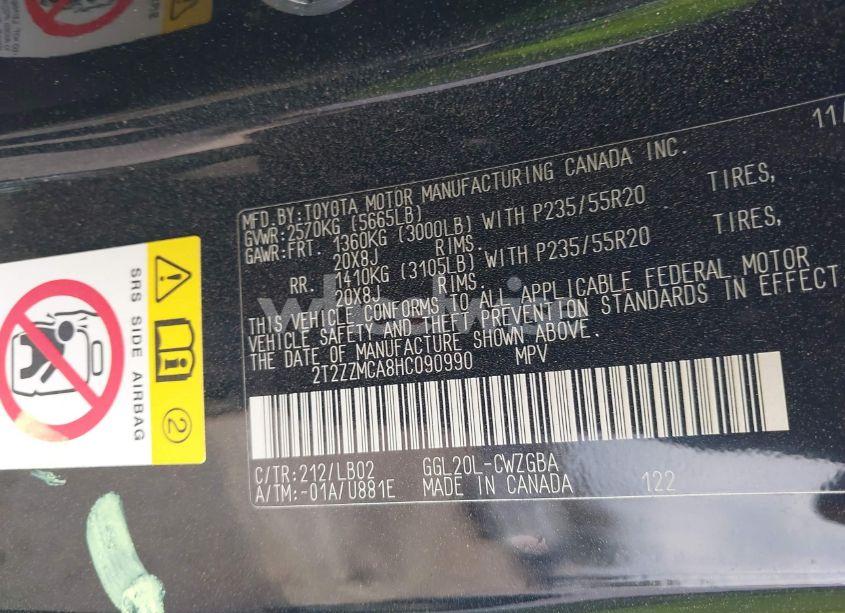 11/
MFD.BY:TOYOTA MOTOR MANUFACTURING CANADA INC.
GVWR:2570KG (5665LB)
GAWR:FRT. 1360KG (3000LB) WITH P235/55R20 TIRES,
20X8J RIMS.
RR. 1410KG (3105LB) WITH P235/55R20 TIRES,
20X8J RIMS.
THIS VEHICLE CONFORMS TO ALL APPLICABLE FEDERAL MOTOR
VEHICLE SAFETY AND THEFT PREVENTION STANDARDS IN EFFECT
THE DATE OF MANUFACTURE SHOWN ABOVE.
2T2ZZMCA8HC090990 MPV
C/TR:212/LB02 GGL20L-CWZGBA
A/TM:-01A/U881E MADE IN CANADA 122
SRS SIDE AIRBAG
2